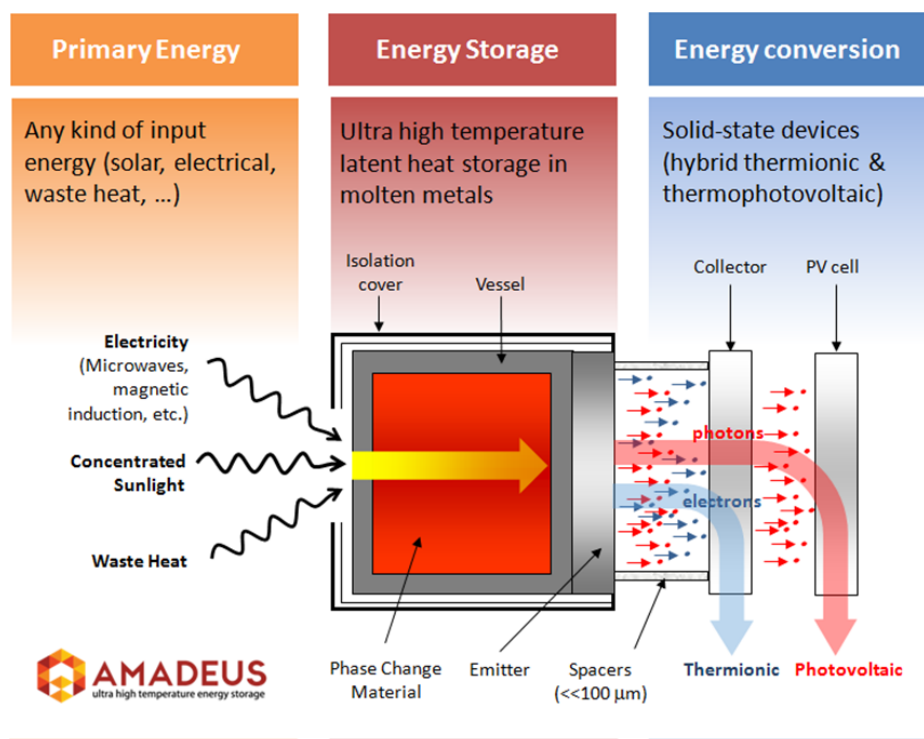 Primary Energy
Energy Storage
Energy conversion
Any kind of input
energy (solar, electrical,
waste heat, …)
Ultra high temperature
latent heat storage in
molten metals
Solid-state devices
(hybrid thermionic &
thermophotovoltaic)
Isolation
cover
Vessel
Collector
PV cell
Electricity
(Microwaves,
magnetic
induction, etc.)
Concentrated
Sunlight
Waste Heat
photons
electrons
Phase Change
Material
Emitter
Spacers
(<<100 µm)
Thermionic
Photovoltaic
AMADEUS
ultra high temperature energy storage